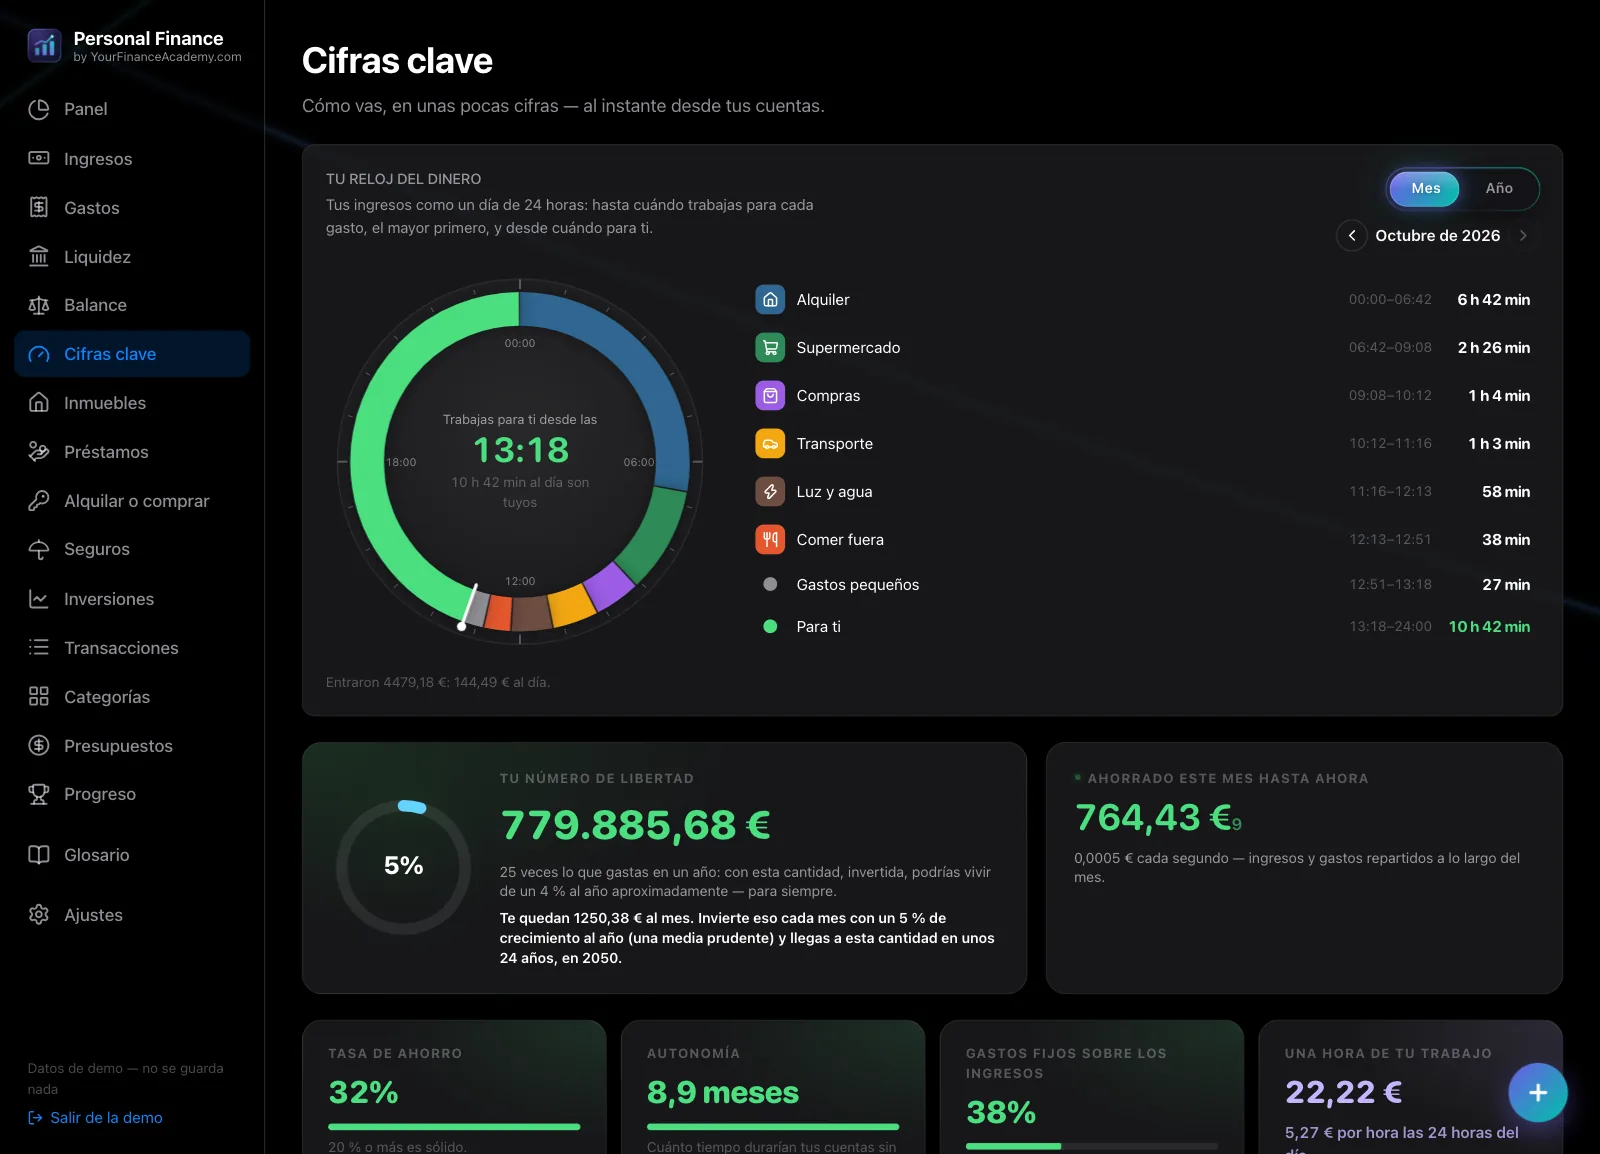 Personal Finance
by YourFinanceAcademy.com
Panel
Ingresos
Gastos
Liquidez
Balance
Cifras clave
Inmuebles
Préstamos
Alquilar o comprar
Seguros
Inversiones
Transacciones
Categorías
Presupuestos
Progreso
Glosario
Ajustes
Datos de demo — no se guarda
nada
Salir de la demo
Cifras clave
Cómo vas, en unas pocas cifras — al instante desde tus cuentas.
TU RELOJ DEL DINERO
Tus ingresos como un día de 24 horas: hasta cuándo trabajas para cada
gasto, el mayor primero, y desde cuándo para ti.
Mes Año
Octubre de 2026
00:00
06:00
12:00
18:00
Trabajas para ti desde las
13:18
10 h 42 min al día son
tuyos
Alquiler 00:00–06:42 6 h 42 min
Supermercado 06:42–09:08 2 h 26 min
Compras 09:08–10:12 1 h 4 min
Transporte 10:12–11:16 1 h 3 min
Luz y agua 11:16–12:13 58 min
Comer fuera 12:13–12:51 38 min
Gastos pequeños 12:51–13:18 27 min
Para ti 13:18–24:00 10 h 42 min
Entraron 4479,18 €: 144,49 € al día.
5%
TU NÚMERO DE LIBERTAD
779.885,68 €
25 veces lo que gastas en un año: con esta cantidad, invertida, podrías vivir
de un 4 % al año aproximadamente — para siempre.
Te quedan 1250,38 € al mes. Invierte eso cada mes con un 5 % de
crecimiento al año (una media prudente) y llegas a esta cantidad en unos
24 años, en 2050.
AHORRADO ESTE MES HASTA AHORA
764,43 €9
0,0005 € cada segundo — ingresos y gastos repartidos a lo largo del
mes.
TASA DE AHORRO
32%
20 % o más es sólido.
AUTONOMÍA
8,9 meses
Cuánto tiempo durarían tus cuentas sin
GASTOS FIJOS SOBRE LOS
INGRESOS
38%
UNA HORA DE TU TRABAJO
22,22 €
5,27 € por hora las 24 horas del